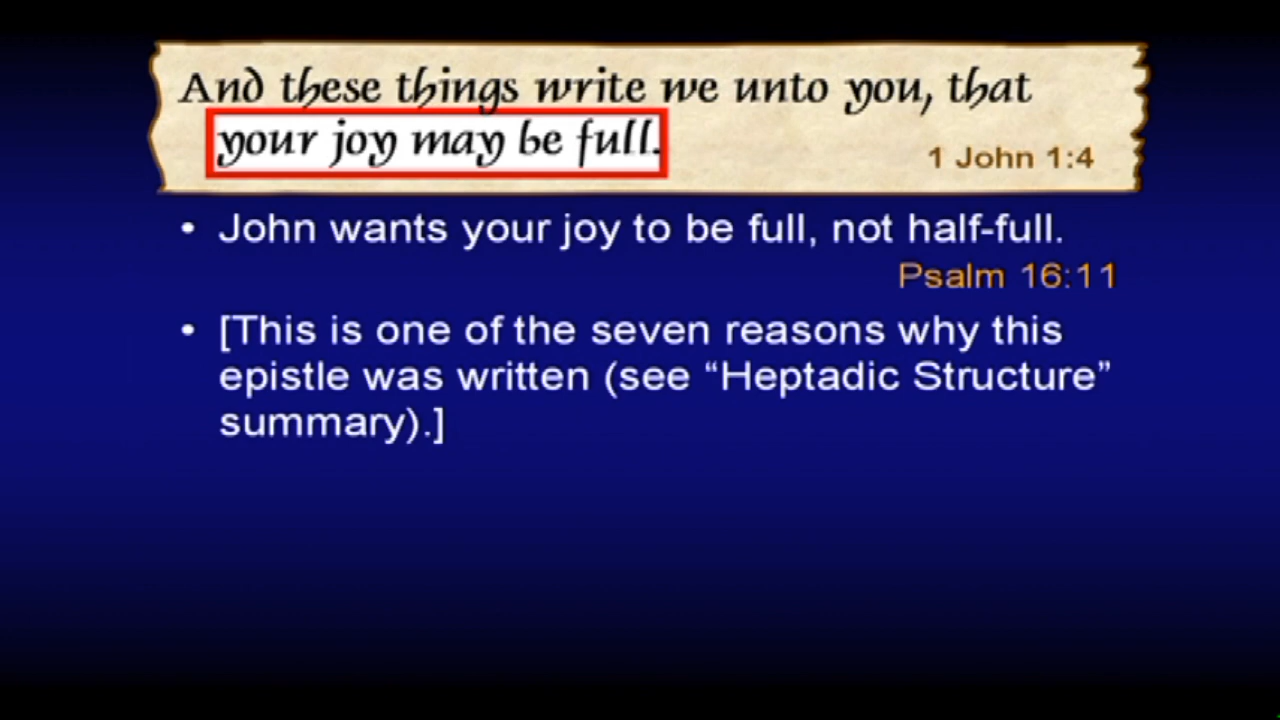 And these things write we unto you, that
your joy may be full.
1 John 1:4
• John wants your joy to be full, not half-full.
Psalm 16:11
• [This is one of the seven reasons why this
epistle was written (see “Heptadic Structure”
summary).]